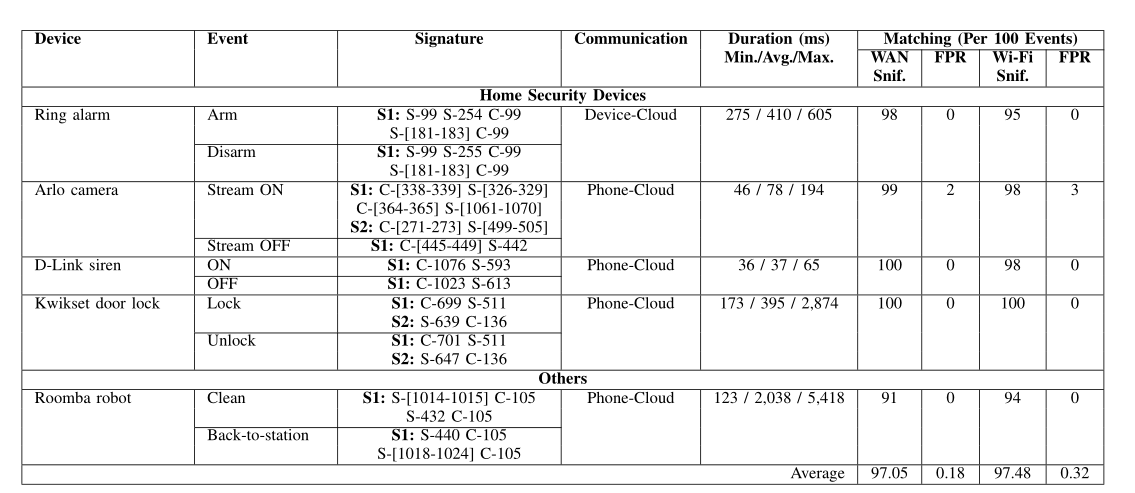 Device Event Signature Communication Duration (ms) Matching (Per 100 Events)
Min./Avg./Max. WAN FPR Wi-Fi FPR
Snif. Snif.
Home Security Devices
Ring alarm Arm S1: S-99 S-254 C-99 Device-Cloud 275 / 410 / 605 98 0 95 0
S-[181-183] C-99
Disarm S1: S-99 S-255 C-99
S-[181-183] C-99
Arlo camera Stream ON S1: C-[338-339] S-[326-329] Phone-Cloud 46 / 78 / 194 99 2 98 3
C-[364-365] S-[1061-1070]
S2: C-[271-273] S-[499-505]
Stream OFF S1: C-[445-449] S-442
D-Link siren ON S1: C-1076 S-593 Phone-Cloud 36 / 37 / 65 100 0 98 0
OFF S1: C-1023 S-613
Kwikset door lock Lock S1: C-699 S-511 Phone-Cloud 173 / 395 / 2,874 100 0 100 0
S2: S-639 C-136
Unlock S1: C-701 S-511
S2: S-647 C-136
Others
Roomba robot Clean S1: S-[1014-1015] C-105 Phone-Cloud 123 / 2,038 / 5,418 91 0 94 0
S-432 C-105
Back-to-station S1: S-440 C-105
S-[1018-1024] C-105
Average 97.05 0.18 97.48 0.32